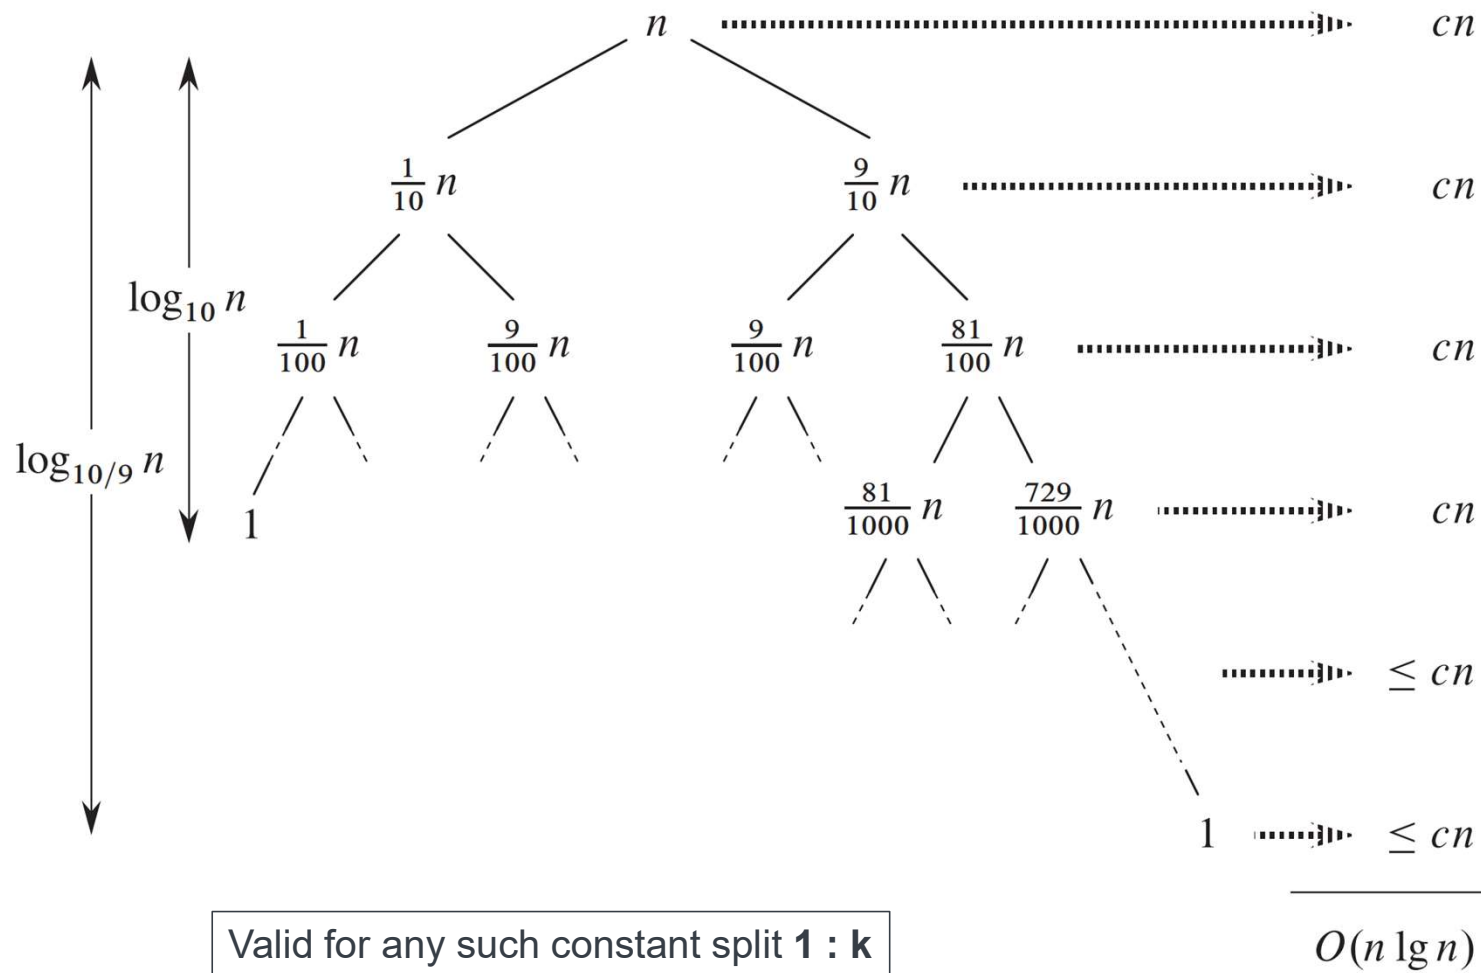 n cn
1/10 n 9/10 n cn
log₁₀ n
1/100 n 9/100 n 9/100 n 81/100 n cn
log₁₀/₉ n
1 81/1000 n 729/1000 n cn
≤ cn
1 ≤ cn
Valid for any such constant split 1 : k O(n lg n)